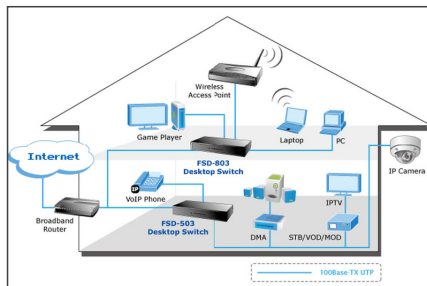 Wireless
Access Point
Game Player
Laptop
PC
FSD-803
Desktop Switch
Internet
IP Camera
IP
VoIP Phone
IPTV
Broadband
Router
FSD-503
Desktop Switch
DMA
STB/VOD/MOD
100Base-TX UTP